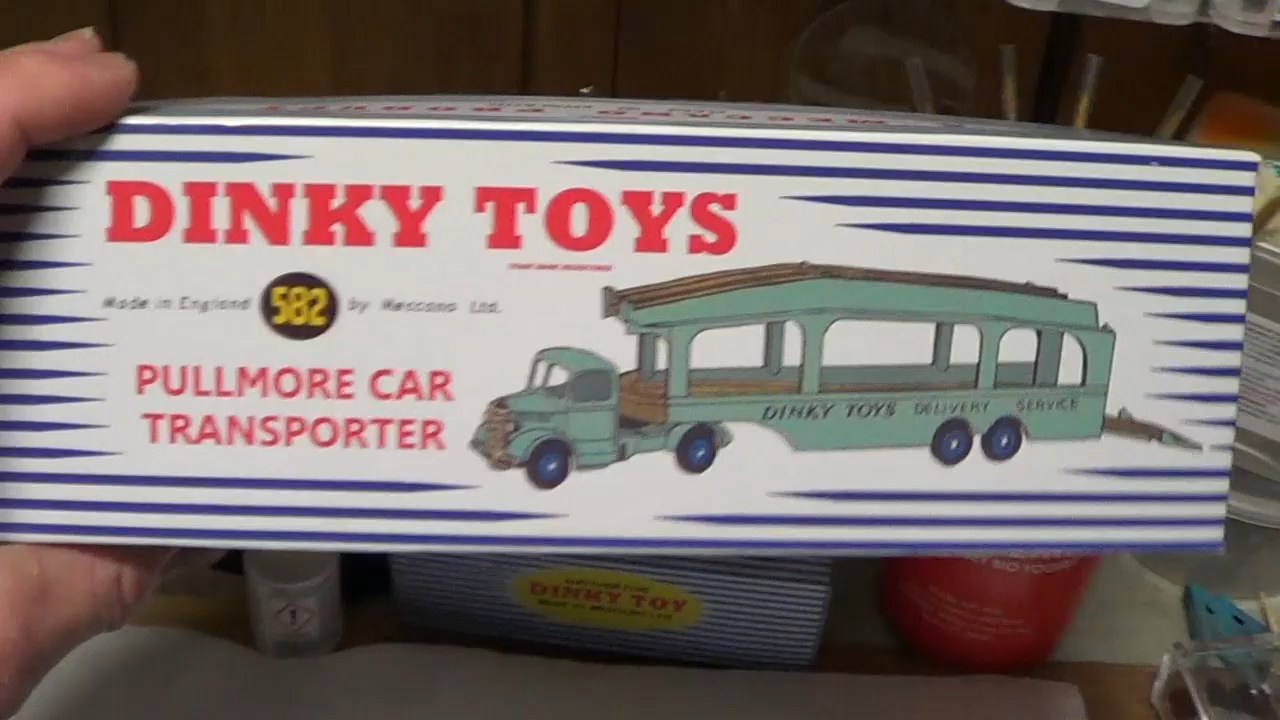 DINKY TOYS
Made in England 582 by Meccano Ltd.
PULLMORE CAR
TRANSPORTER
DINKY TOYS DELIVERY SERVICE
DINKY TOY